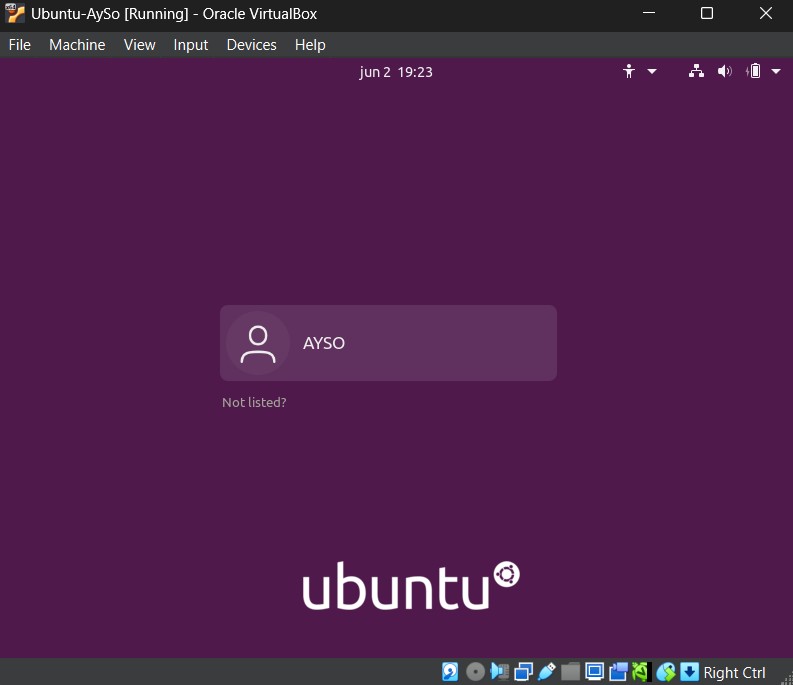 Ubuntu-AySo [Running] - Oracle VirtualBox
File Machine View Input Devices Help
jun 2 19:23
AYSO
Not listed?
ubuntu
Right Ctrl